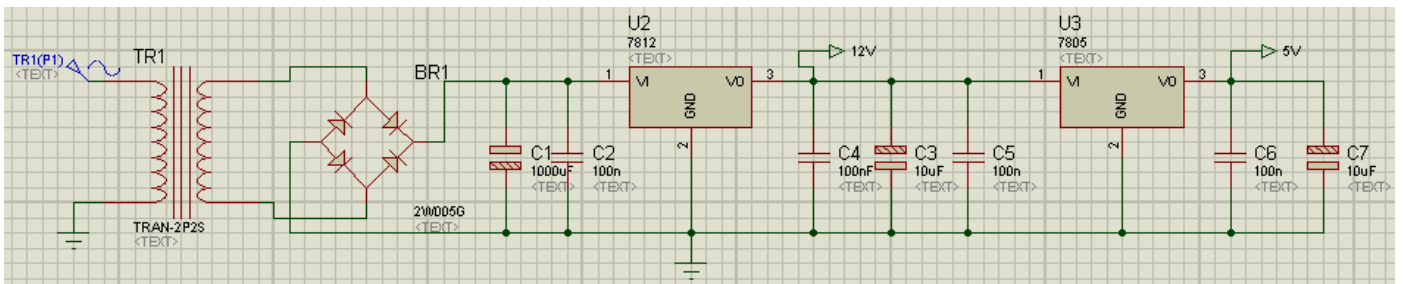 TR1(P1)
<TEXT>
TR1
TRAN-2P2S
<TEXT>
BR1
2W005G
<TEXT>
C1
1000uF
<TEXT>
C2
100n
<TEXT>
U2
7812
<TEXT>
1
VI
VO
3
GND
2
12V
C4
100nF
<TEXT>
C3
10uF
<TEXT>
C5
100n
<TEXT>
U3
7805
<TEXT>
1
VI
VO
3
GND
2
5V
C6
100n
<TEXT>
C7
10uF
<TEXT>